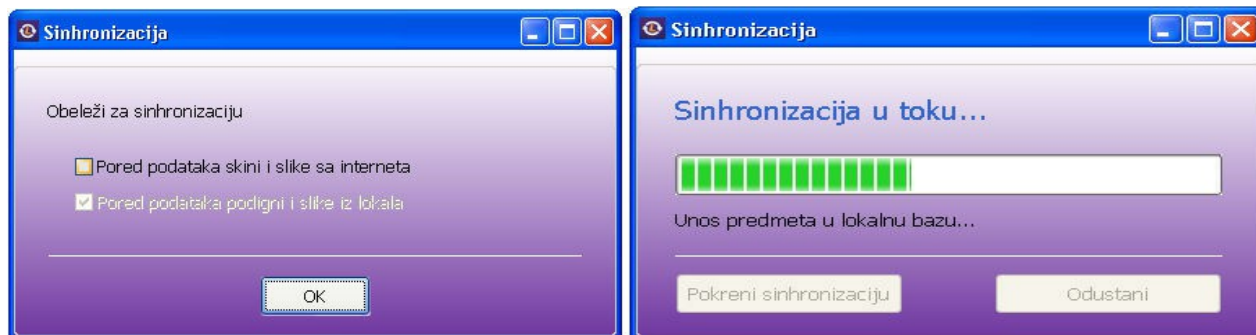 Sinhronizacija
Obeleži za sinhronizaciju
Pored podataka skini i slike sa interneta
Pored podataka podigni i slike iz lokala
OK
Sinhronizacija
Sinhronizacija u toku...
Unos predmeta u lokalnu bazu...
Pokreni sinhronizaciju
Odustani